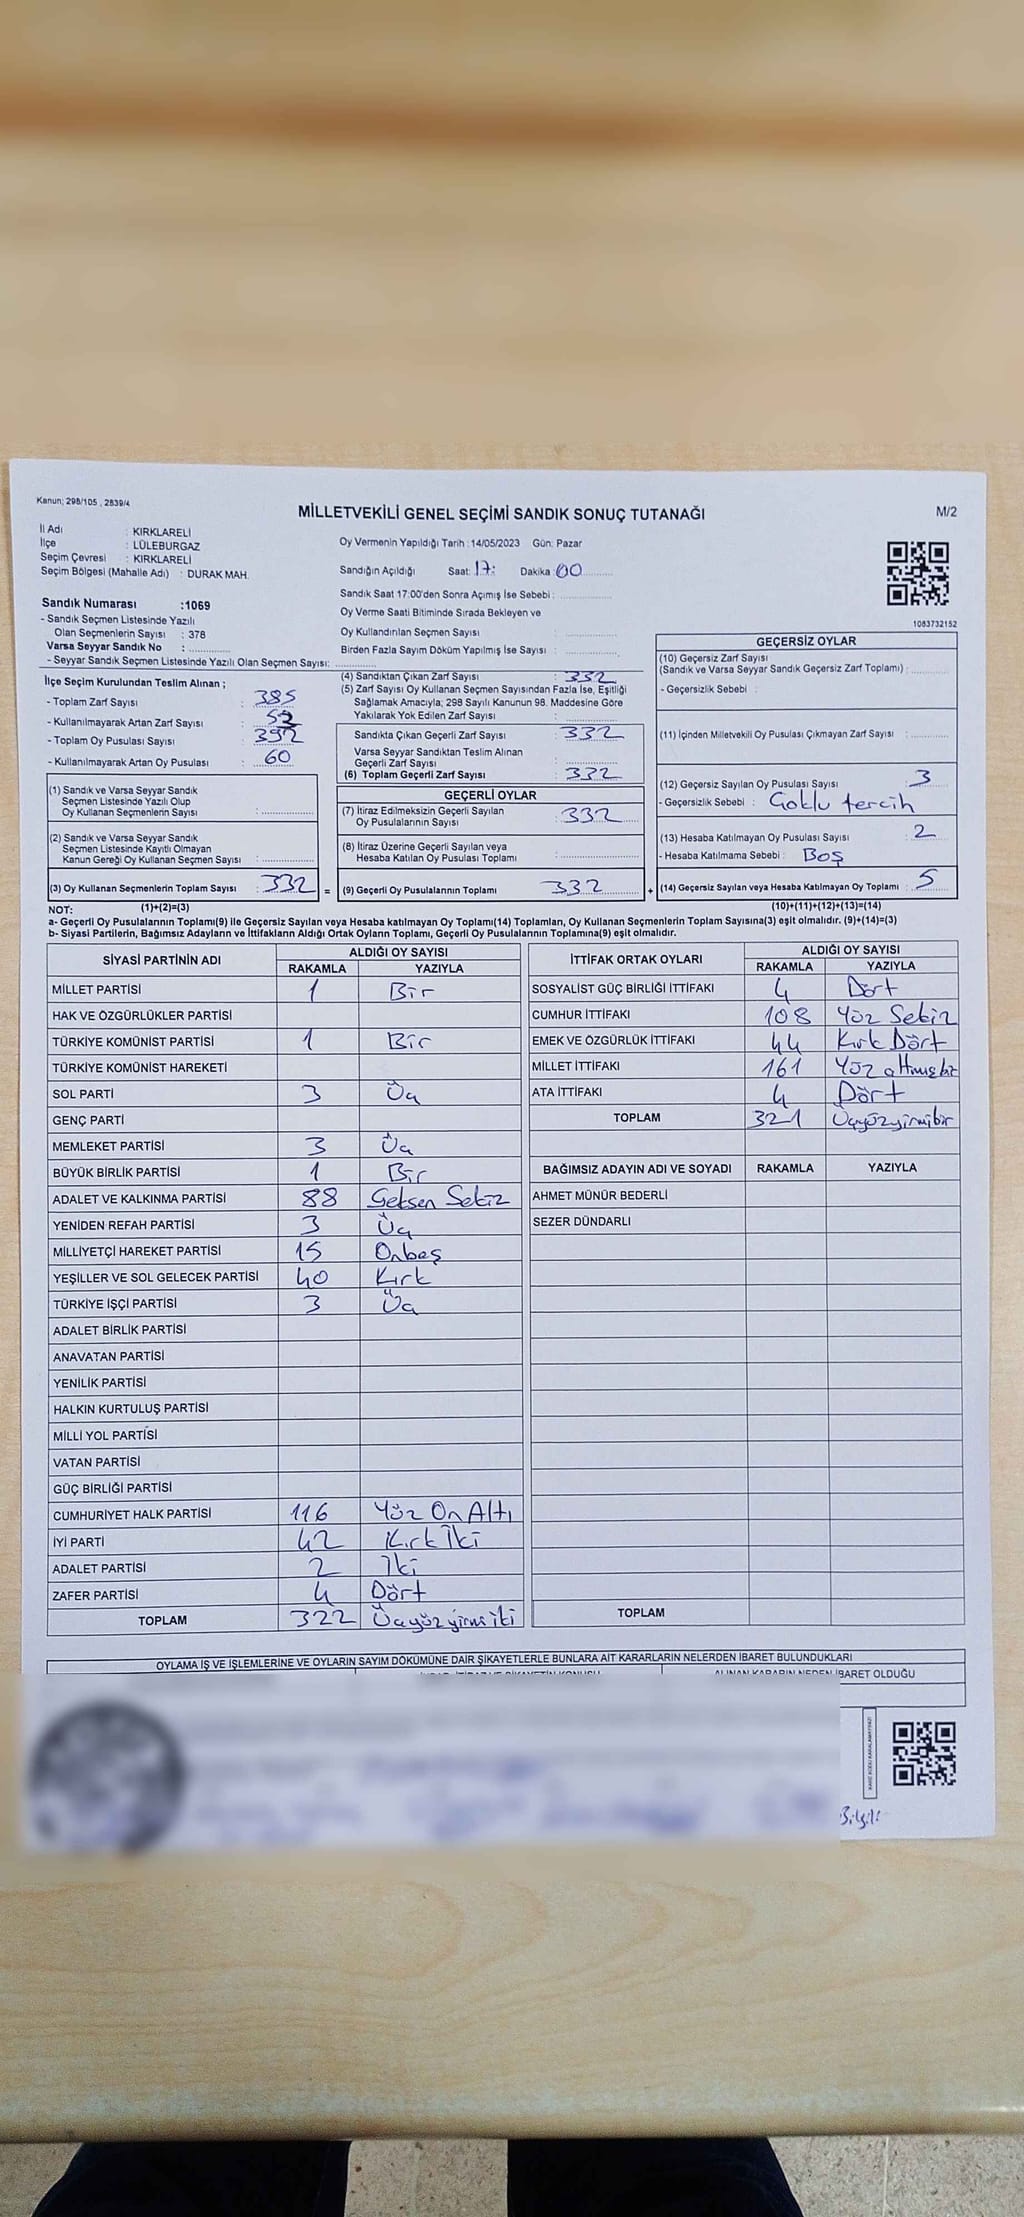 Kanun; 298/105 , 2839/4
MİLLETVEKİLİ GENEL SEÇİMİ SANDIK SONUÇ TUTANAĞI
M/2
İl Adı : KIRKLARELİ
İlçe : LÜLEBURGAZ
Seçim Çevresi : KIRKLARELİ
Seçim Bölgesi (Mahalle Adı) : DURAK MAH.
Oy Vermenin Yapıldığı Tarih : 14/05/2023 Gün: Pazar
Sandığın Açıldığı Saat: 17: Dakika : 00
Sandık Saat 17:00'den Sonra Açımış İse Sebebi :
Oy Verme Saati Bitiminde Sırada Bekleyen ve
Oy Kullandırılan Seçmen Sayısı :
Birden Fazla Sayım Döküm Yapılmış İse Sayısı :
1083732152
Sandık Numarası :1069
- Sandık Seçmen Listesinde Yazılı
Olan Seçmenlerin Sayısı : 378
Varsa Seyyar Sandık No :
- Seyyar Sandık Seçmen Listesinde Yazılı Olan Seçmen Sayısı:
İlçe Seçim Kurulundan Teslim Alınan ;
- Toplam Zarf Sayısı : 385
- Kullanılmayarak Artan Zarf Sayısı :
- Toplam Oy Pusulası Sayısı : 392
- Kullanılmayarak Artan Oy Pusulası : 60
(1) Sandık ve Varsa Seyyar Sandık
Seçmen Listesinde Yazılı Olup
Oy Kullanan Seçmenlerin Sayısı :
(2) Sandık ve Varsa Seyyar Sandık
Seçmen Listesinde Kayıtlı Olmayan
Kanun Gereği Oy Kullanan Seçmen Sayısı :
(3) Oy Kullanan Seçmenlerin Toplam Sayısı : 332 =
(4) Sandıktan Çıkan Zarf Sayısı : 332
(5) Zarf Sayısı Oy Kullanan Seçmen Sayısından Fazla İse, Eşitliği
Sağlamak Amacıyla; 298 Sayılı Kanunun 98. Maddesine Göre
Yakılarak Yok Edilen Zarf Sayısı :
Sandıkta Çıkan Geçerli Zarf Sayısı : 332
Varsa Seyyar Sandıktan Teslim Alınan
Geçerli Zarf Sayısı :
(6) Toplam Geçerli Zarf Sayısı : 332
GEÇERLİ OYLAR
(7) İtiraz Edilmeksizin Geçerli Sayılan
Oy Pusulalarının Sayısı : 332
(8) İtiraz Üzerine Geçerli Sayılan veya
Hesaba Katılan Oy Pusulası Toplamı :
(9) Geçerli Oy Pusulalarının Toplamı 332 +
GEÇERSİZ OYLAR
(10) Geçersiz Zarf Sayısı
(Sandık ve Varsa Seyyar Sandık Geçersiz Zarf Toplamı) :
- Geçersizlik Sebebi :
(11) İçinden Milletvekili Oy Pusulası Çıkmayan Zarf Sayısı :
(12) Geçersiz Sayılan Oy Pusulası Sayısı : 3
- Geçersizlik Sebebi : Çoklu tercih
(13) Hesaba Katılmayan Oy Pusulası Sayısı : 2
- Hesaba Katılmama Sebebi : Boş
(14) Geçersiz Sayılan veya Hesaba Katılmayan Oy Toplamı : 5
NOT: (1)+(2)=(3)
(10)+(11)+(12)+(13)=(14)
a- Geçerli Oy Pusulalarının Toplamı(9) ile Geçersiz Sayılan veya Hesaba katılmayan Oy Toplamı(14) Toplamları, Oy Kullanan Seçmenlerin Toplam Sayısına(3) eşit olmalıdır. (9)+(14)=(3)
b- Siyasi Partilerin, Bağımsız Adayların ve İttifakların Aldığı Ortak Oyların Toplamı, Geçerli Oy Pusulalarının Toplamına(9) eşit olmalıdır.
SİYASİ PARTİNİN ADI ALDIĞI OY SAYISI
RAKAMLA YAZIYLA
MİLLET PARTİSİ 1 Bir
HAK VE ÖZGÜRLÜKLER PARTİSİ
TÜRKİYE KOMÜNİST PARTİSİ 1 Bir
TÜRKİYE KOMÜNİST HAREKETİ
SOL PARTİ 3 Üç
GENÇ PARTİ
MEMLEKET PARTİSİ 3 Üç
BÜYÜK BİRLİK PARTİSİ 1 Bir
ADALET VE KALKINMA PARTİSİ 88 Seksen Sekiz
YENİDEN REFAH PARTİSİ 3 Üç
MİLLİYETÇİ HAREKET PARTİSİ 15 Onbeş
YEŞİLLER VE SOL GELECEK PARTİSİ 40 Kırk
TÜRKİYE İŞÇİ PARTİSİ 3 Üç
ADALET BİRLİK PARTİSİ
ANAVATAN PARTİSİ
YENİLİK PARTİSİ
HALKIN KURTULUŞ PARTİSİ
MİLLİ YOL PARTİSİ
VATAN PARTİSİ
GÜÇ BİRLİĞİ PARTİSİ
CUMHURİYET HALK PARTİSİ 116 Yüz On Altı
İYİ PARTİ 42 Kırk İki
ADALET PARTİSİ 2 İki
ZAFER PARTİSİ 4 Dört
TOPLAM 322 Üçyüzyirmi iki
İTTİFAK ORTAK OYLARI ALDIĞI OY SAYISI
RAKAMLA YAZIYLA
SOSYALİST GÜÇ BİRLİĞİ İTTİFAKI 4 Dört
CUMHUR İTTİFAKI 108 Yüz Sekiz
EMEK VE ÖZGÜRLÜK İTTİFAKI 44 Kırk Dört
MİLLET İTTİFAKI 161 Yüz altmış bir
ATA İTTİFAKI 4 Dört
TOPLAM 321 Üçyüzyirmibir
BAĞIMSIZ ADAYIN ADI VE SOYADI RAKAMLA YAZIYLA
AHMET MÜNÜR BEDERLİ
SEZER DÜNDARLI
TOPLAM
OYLAMA İŞ VE İŞLEMLERİNE VE OYLARIN SAYIM DÖKÜMÜNE DAİR ŞİKAYETLERLE BUNLARA AİT KARARLARIN NELERDEN İBARET BULUNDUKLARI
ALINAN KARARIN NEDEN İBARET OLDUĞU